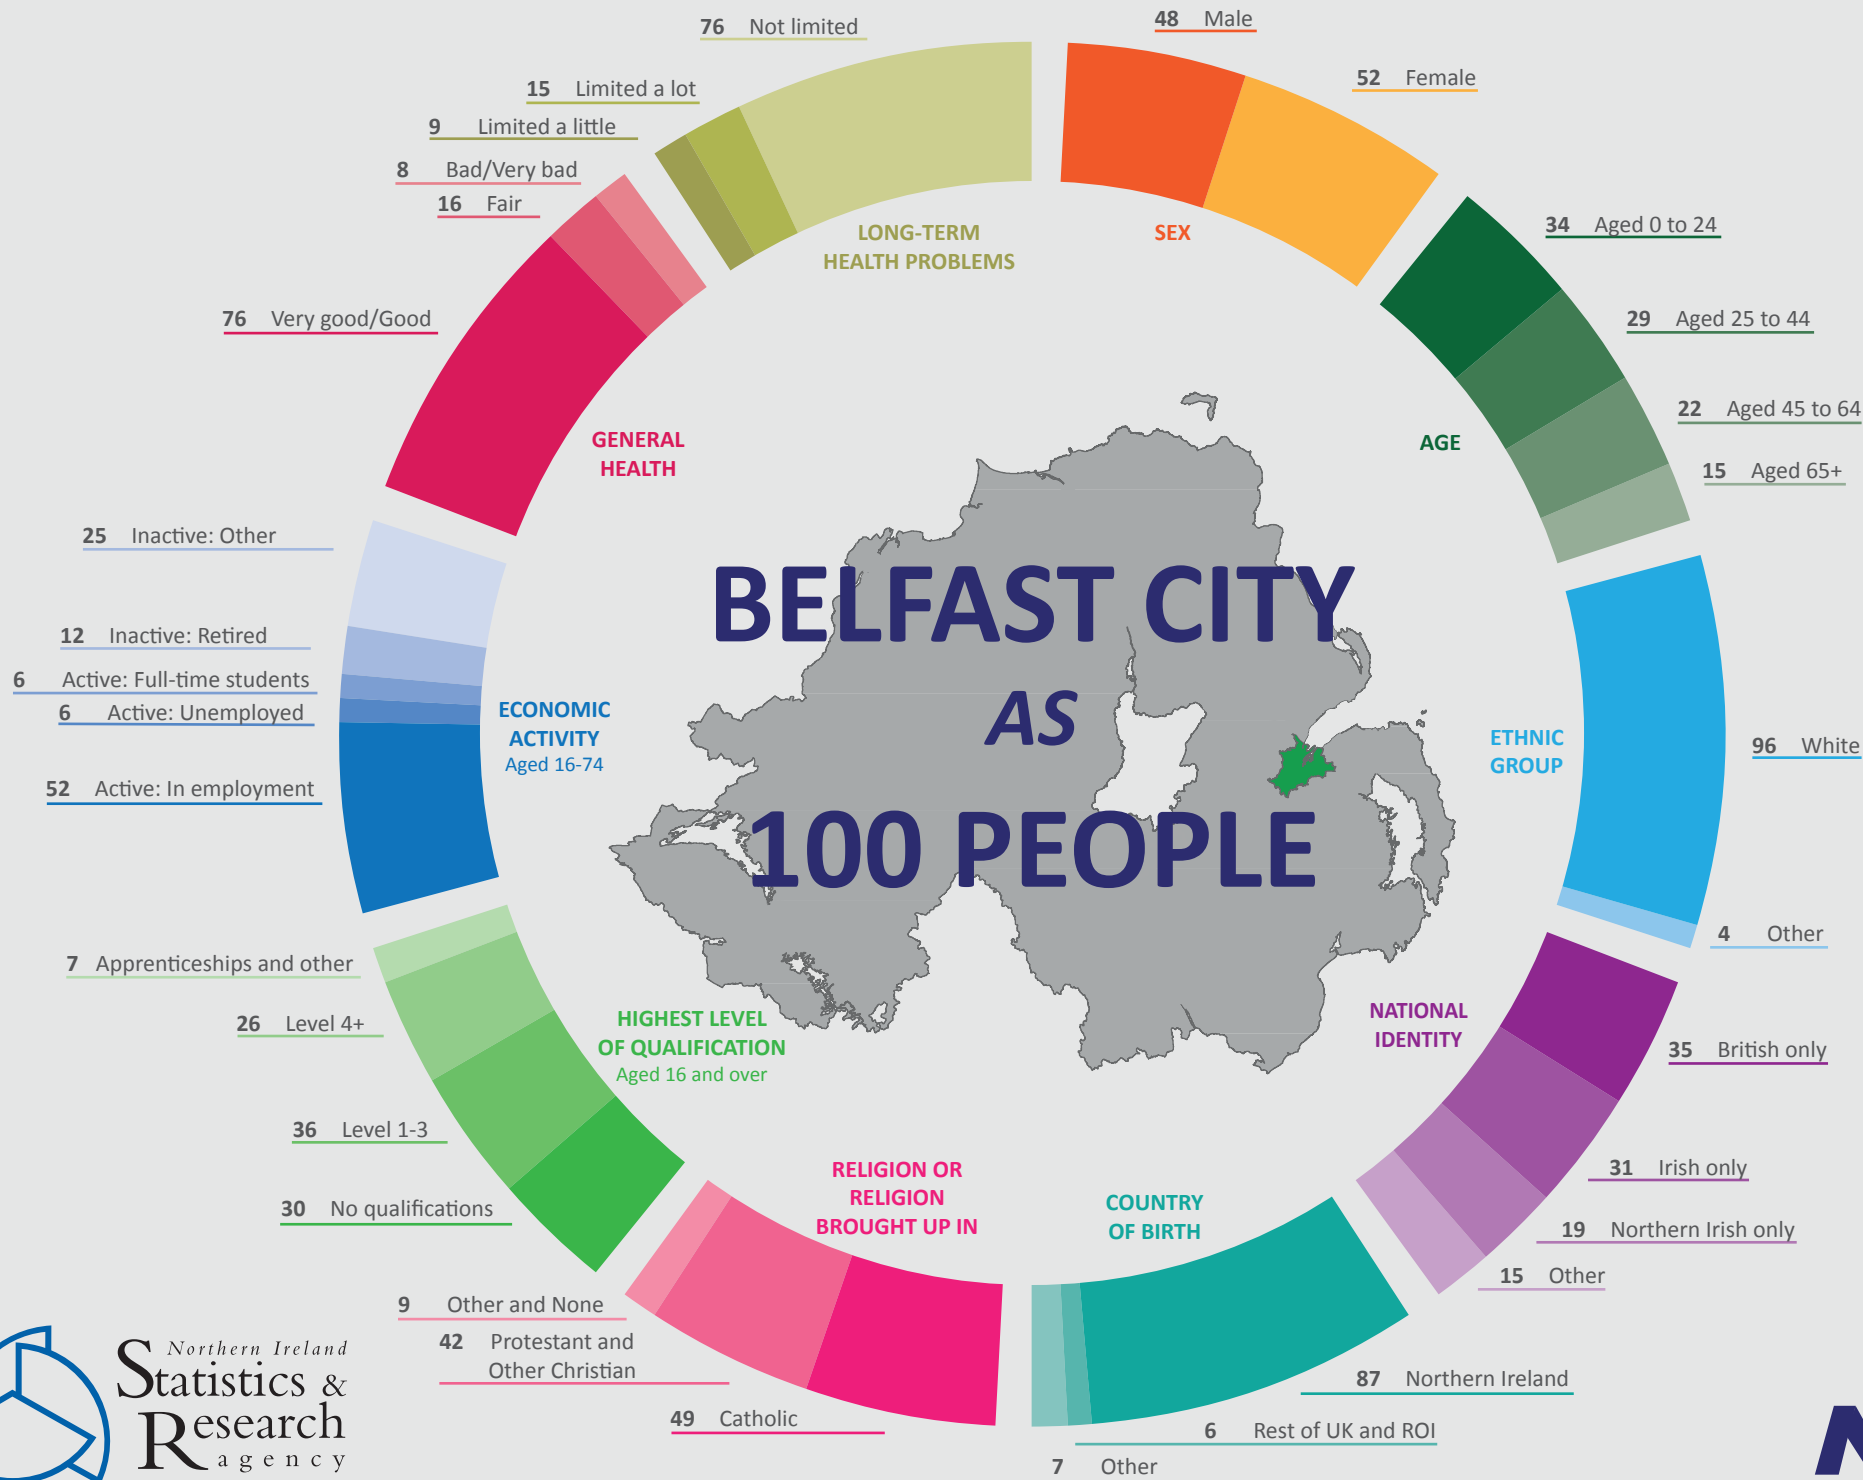 76 Not limited
15 Limited a lot
9 Limited a little
LONG-TERM
HEALTH PROBLEMS
48 Male
52 Female
SEX
34 Aged 0 to 24
29 Aged 25 to 44
22 Aged 45 to 64
15 Aged 65+
AGE
96 White
4 Other
ETHNIC
GROUP
35 British only
31 Irish only
19 Northern Irish only
15 Other
NATIONAL
IDENTITY
87 Northern Ireland
6 Rest of UK and ROI
7 Other
COUNTRY
OF BIRTH
49 Catholic
42 Protestant and
Other Christian
9 Other and None
RELIGION OR
RELIGION
BROUGHT UP IN
30 No qualifications
36 Level 1-3
26 Level 4+
7 Apprenticeships and other
HIGHEST LEVEL
OF QUALIFICATION
Aged 16 and over
52 Active: In employment
6 Active: Unemployed
6 Active: Full-time students
12 Inactive: Retired
25 Inactive: Other
ECONOMIC
ACTIVITY
Aged 16-74
76 Very good/Good
16 Fair
8 Bad/Very bad
GENERAL
HEALTH
BELFAST CITY
AS
100 PEOPLE
Northern Ireland
Statistics &
Research
agency